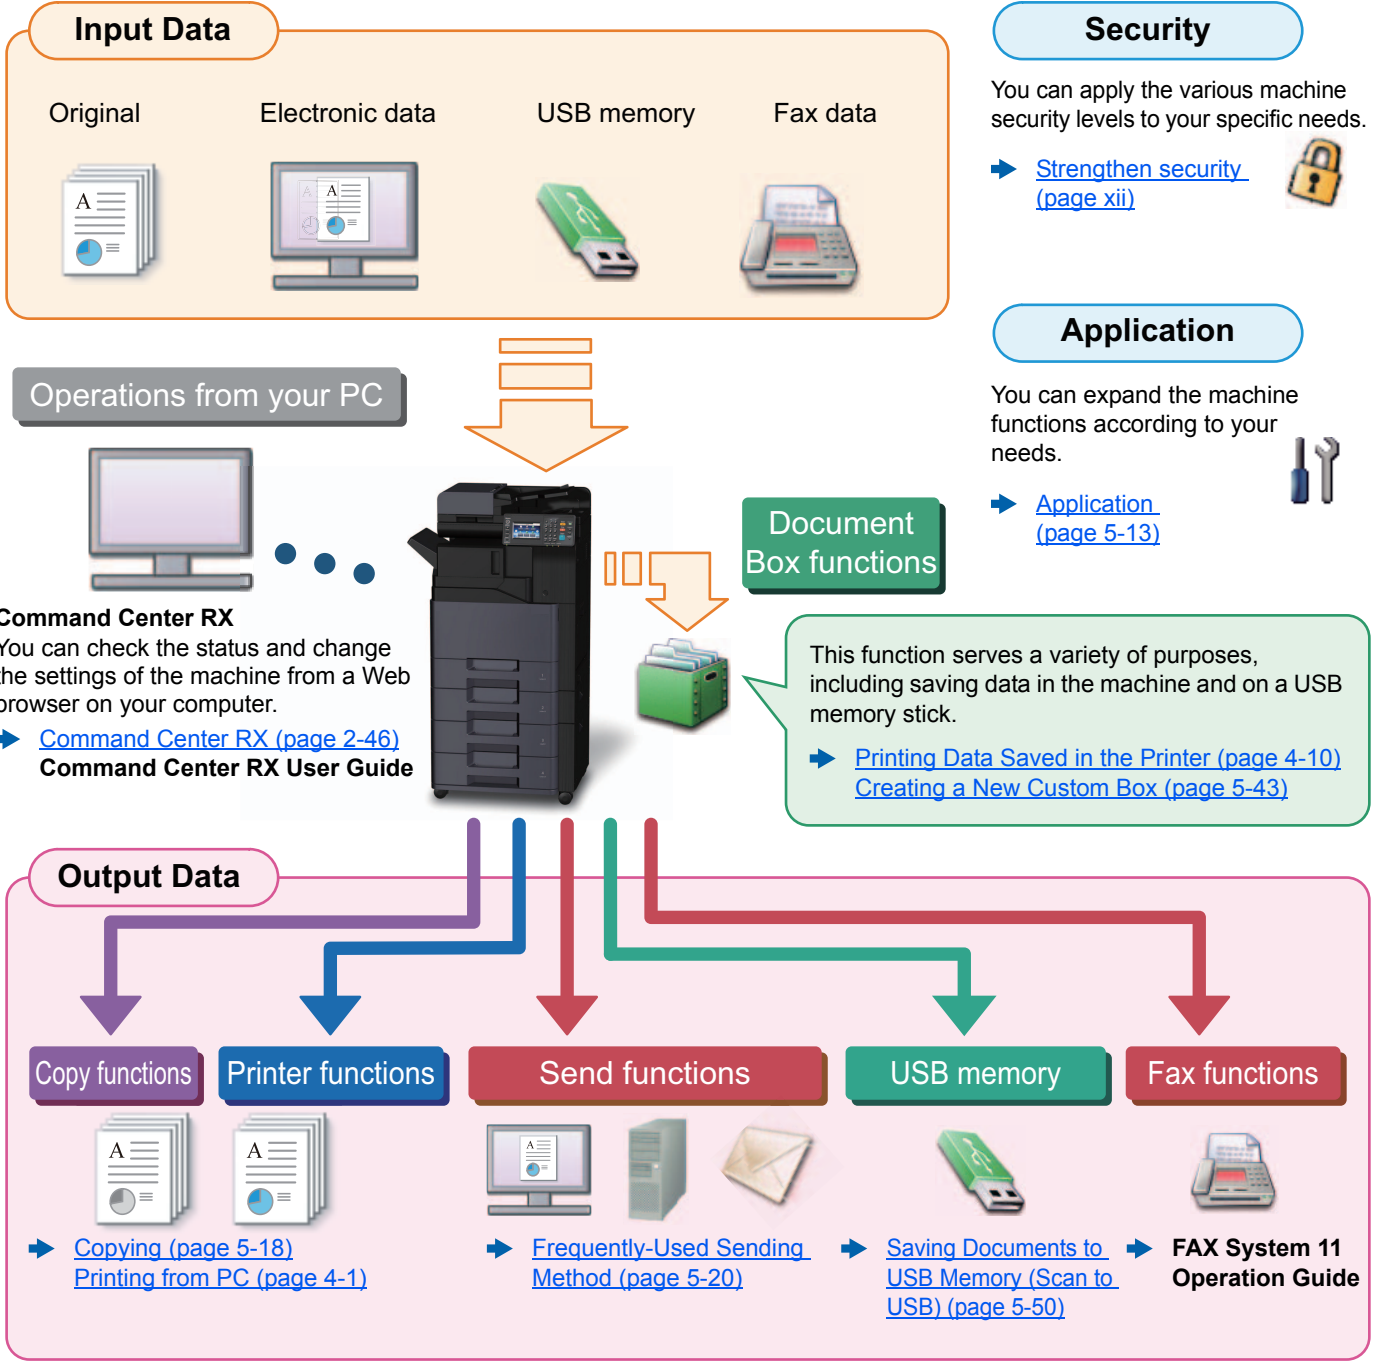 Input Data
Original
Electronic data
USB memory
Fax data
Security
You can apply the various machine
security levels to your specific needs.
Strengthen security
(page xii)
Application
You can expand the machine
functions according to your
needs.
Application
(page 5-13)
Operations from your PC
Command Center RX
You can check the status and change
the settings of the machine from a Web
browser on your computer.
Command Center RX (page 2-46)
Command Center RX User Guide
Document
Box functions
This function serves a variety of purposes,
including saving data in the machine and on a USB
memory stick.
Printing Data Saved in the Printer (page 4-10)
Creating a New Custom Box (page 5-43)
Output Data
Copy functions
Printer functions
Send functions
USB memory
Fax functions
Copying (page 5-18)
Printing from PC (page 4-1)
Frequently-Used Sending
Method (page 5-20)
Saving Documents to
USB Memory (Scan to
USB) (page 5-50)
FAX System 11
Operation Guide